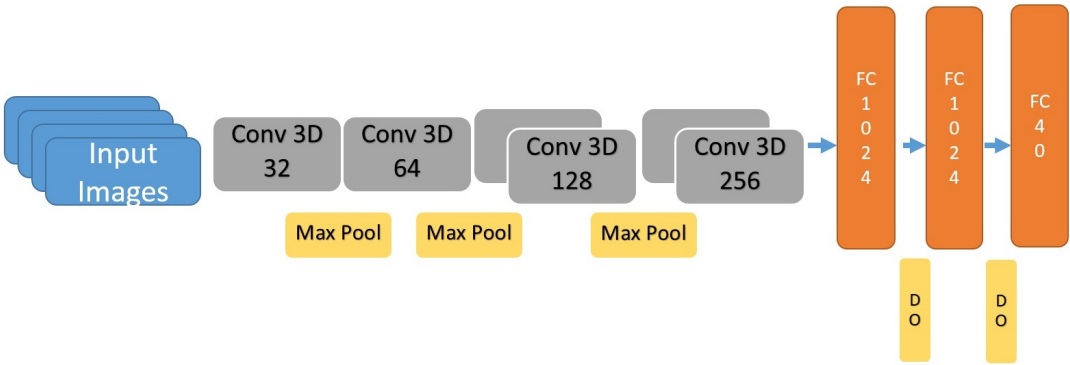 Input
Images
Conv 3D
32
Conv 3D
64
Conv 3D
128
Conv 3D
256
Max Pool
Max Pool
Max Pool
FC
1
0
2
4
FC
1
0
2
4
FC
4
0
D
O
D
O